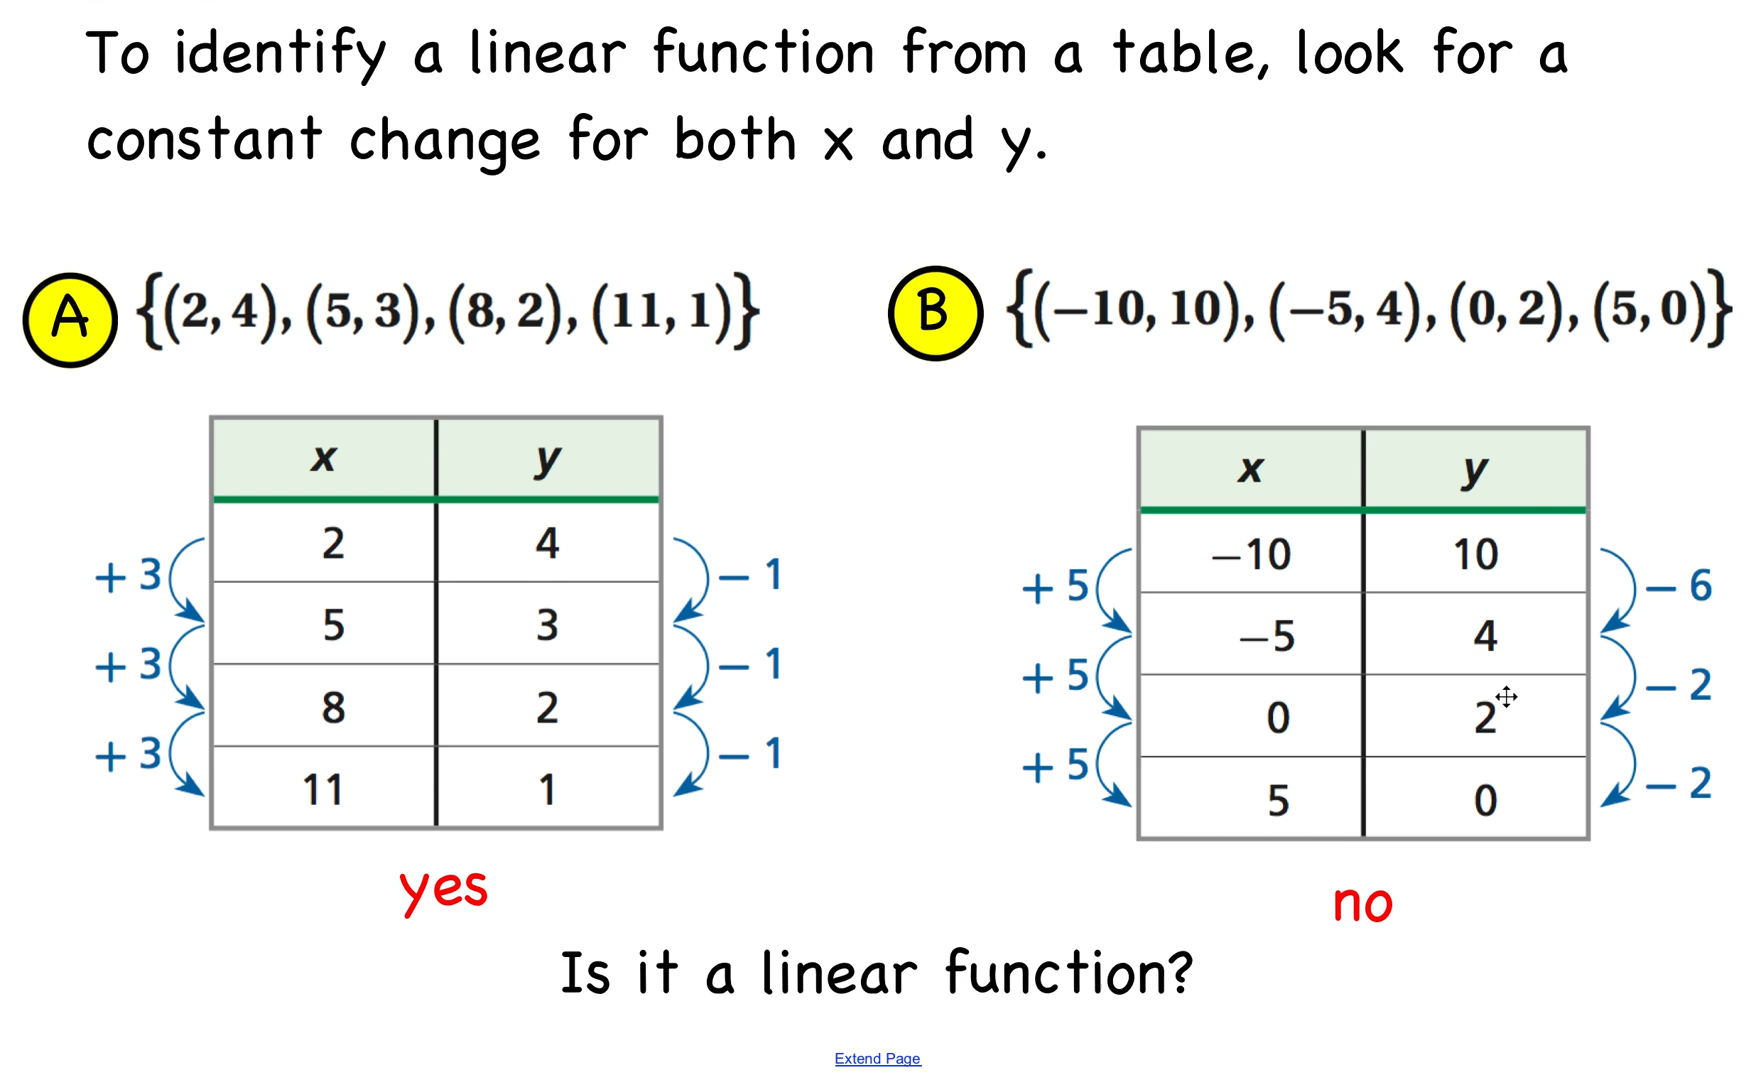 To identify a linear function from a table, look for a
constant change for both x and y.
A {(2, 4), (5, 3), (8, 2), (11, 1)}
B {(−10, 10), (−5, 4), (0, 2), (5, 0)}
x y
2 4
+ 3 − 1
5 3
+ 3 − 1
8 2
+ 3 − 1
11 1
yes
x y
−10 10
+ 5 − 6
−5 4
+ 5 − 2
0 2
+ 5 − 2
5 0
no
Is it a linear function?
Extend Page